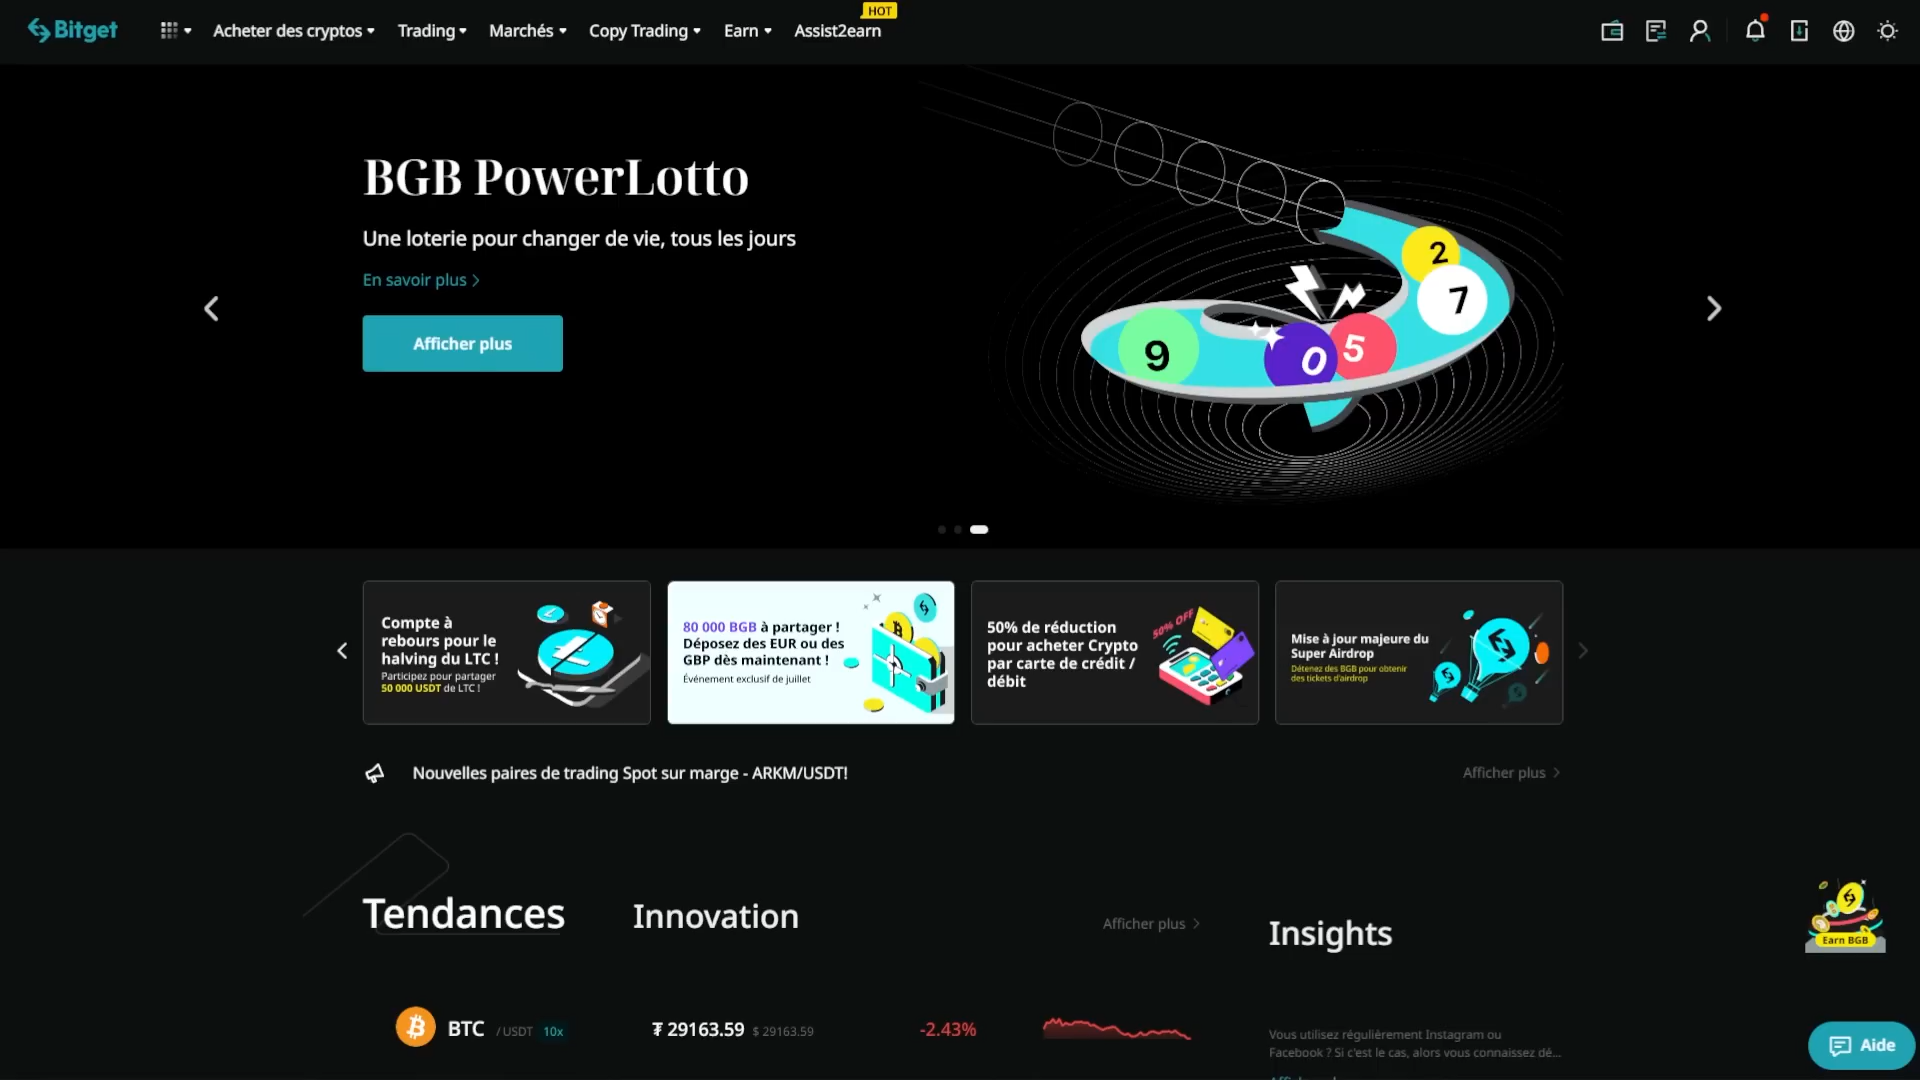 Bitget
Acheter des cryptos
Trading
Marchés
Copy Trading
Earn
Assist2earn
HOT
BGB PowerLotto
Une loterie pour changer de vie, tous les jours
En savoir plus
Afficher plus
2
7
9
0
5
Compte à
rebours pour le
halving du LTC !
Participez pour partager
50 000 USDT de LTC !
80 000 BGB à partager !
Déposez des EUR ou des
GBP dès maintenant !
Événement exclusif de juillet
50% de réduction
pour acheter Crypto
par carte de crédit /
débit
50% OFF
Mise à jour majeure du
Super Airdrop
Détenez des BGB pour obtenir
des tickets d'airdrop
Nouvelles paires de trading Spot sur marge - ARKM/USDT!
Afficher plus
Tendances
Innovation
Afficher plus
Insights
Earn BGB
BTC / USDT 10x
₮ 29163.59 $ 29163.59
-2.43%
Vous utilisez régulièrement Instagram ou
Facebook ? Si c'est le cas, alors vous connaissez dé...
Aide